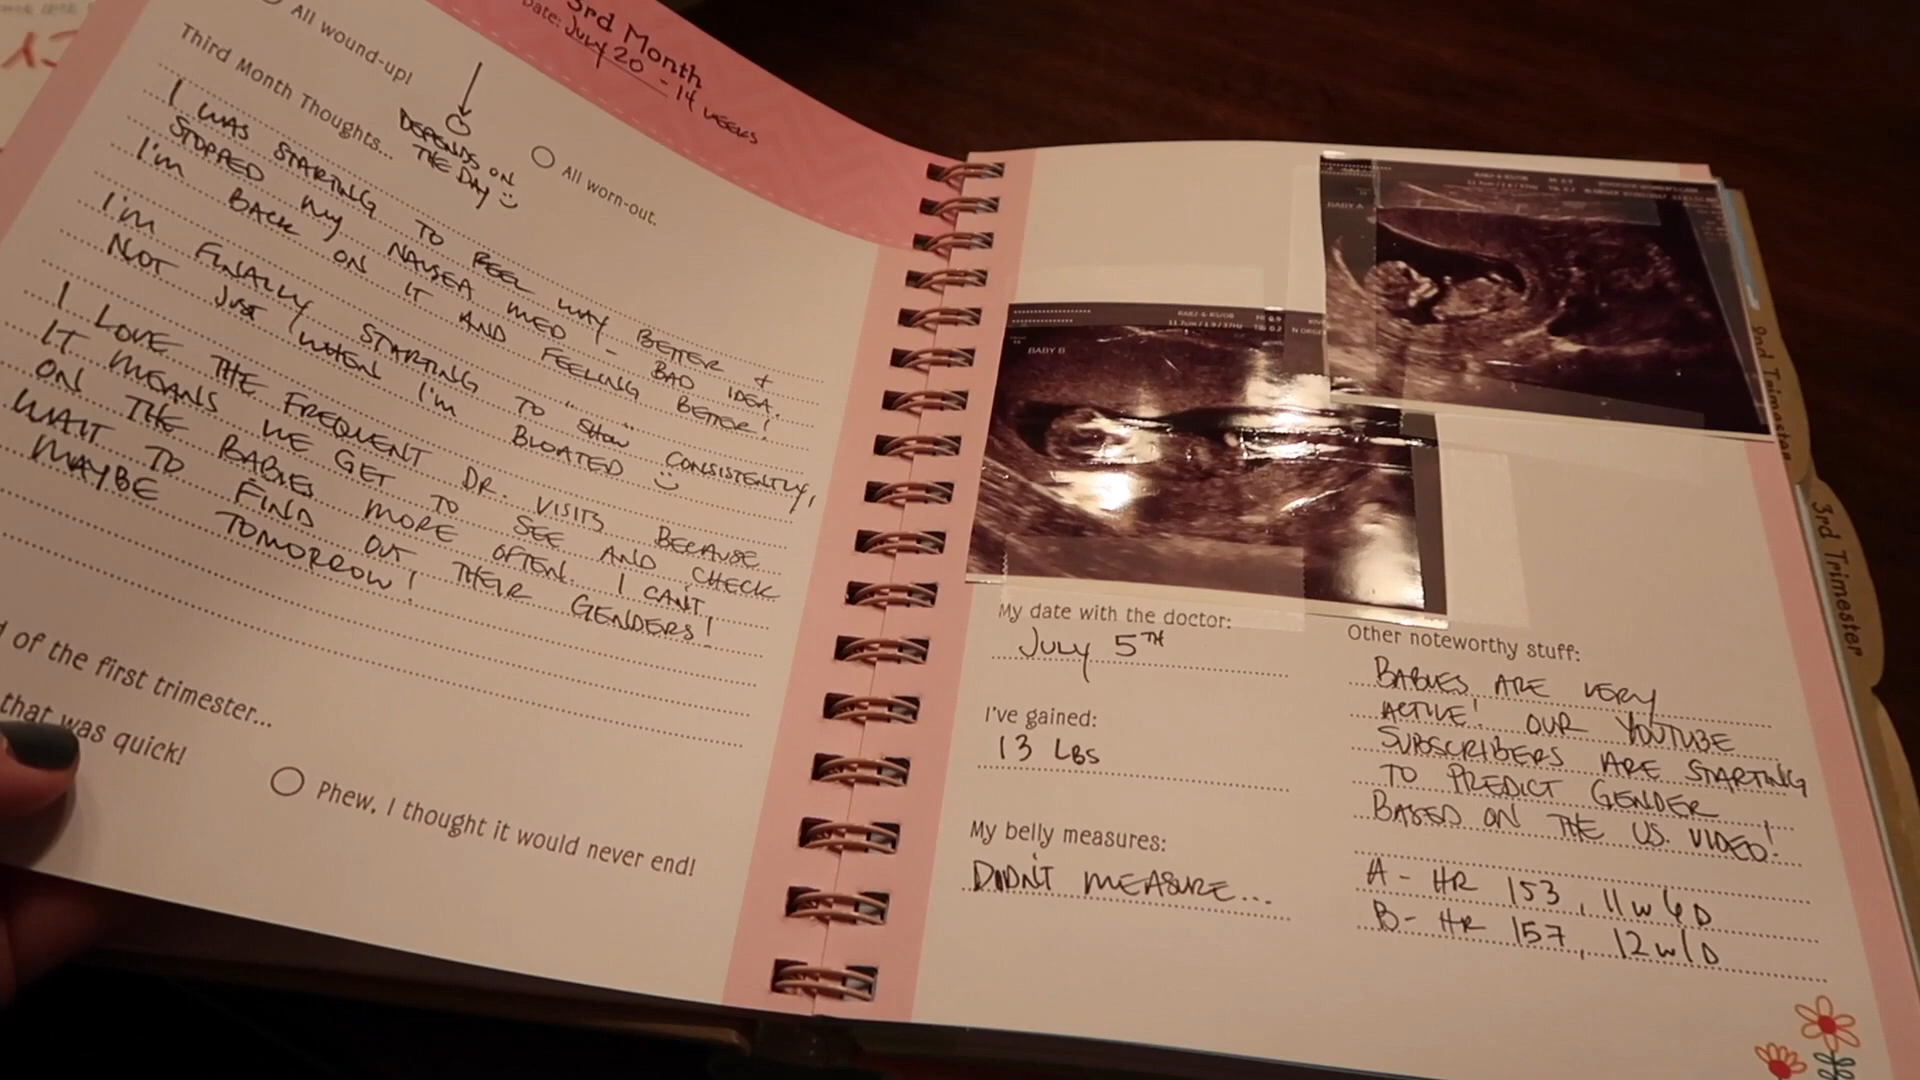 3rd Month
Date: July 20 - 14 weeks
All wound-up!
DEPENDS ON
THE DAY
All worn-out.
Third Month Thoughts...
I WAS STARTING TO FEEL WAY BETTER &
STOPPED MY NAUSEA MED - BAD IDEA.
I'M BACK ON IT AND FEELING BETTER!
I'M FINALLY STARTING TO "SHOW" CONSISTENTLY,
NOT JUST WHEN I'M BLOATED
I LOVE THE FREQUENT DR. VISITS BECAUSE
IT MEANS WE GET TO SEE AND CHECK
ON THE BABIES MORE OFTEN. I CAN'T
WAIT TO FIND OUT THEIR GENDERS!
MAYBE TOMORROW!
of the first trimester...
that was quick!
Phew, I thought it would never end!
BABY A
BABY B
My date with the doctor:
JULY 5TH
I've gained:
13 LBS
My belly measures:
DIDN'T MEASURE...
Other noteworthy stuff:
BABIES ARE VERY
ACTIVE! OUR YOUTUBE
SUBSCRIBERS ARE STARTING
TO PREDICT GENDER
BASED ON THE US. VIDEO!
A - HR 153, 11w6D
B - HR 157, 12w1D
2nd Trimester
3rd Trimester